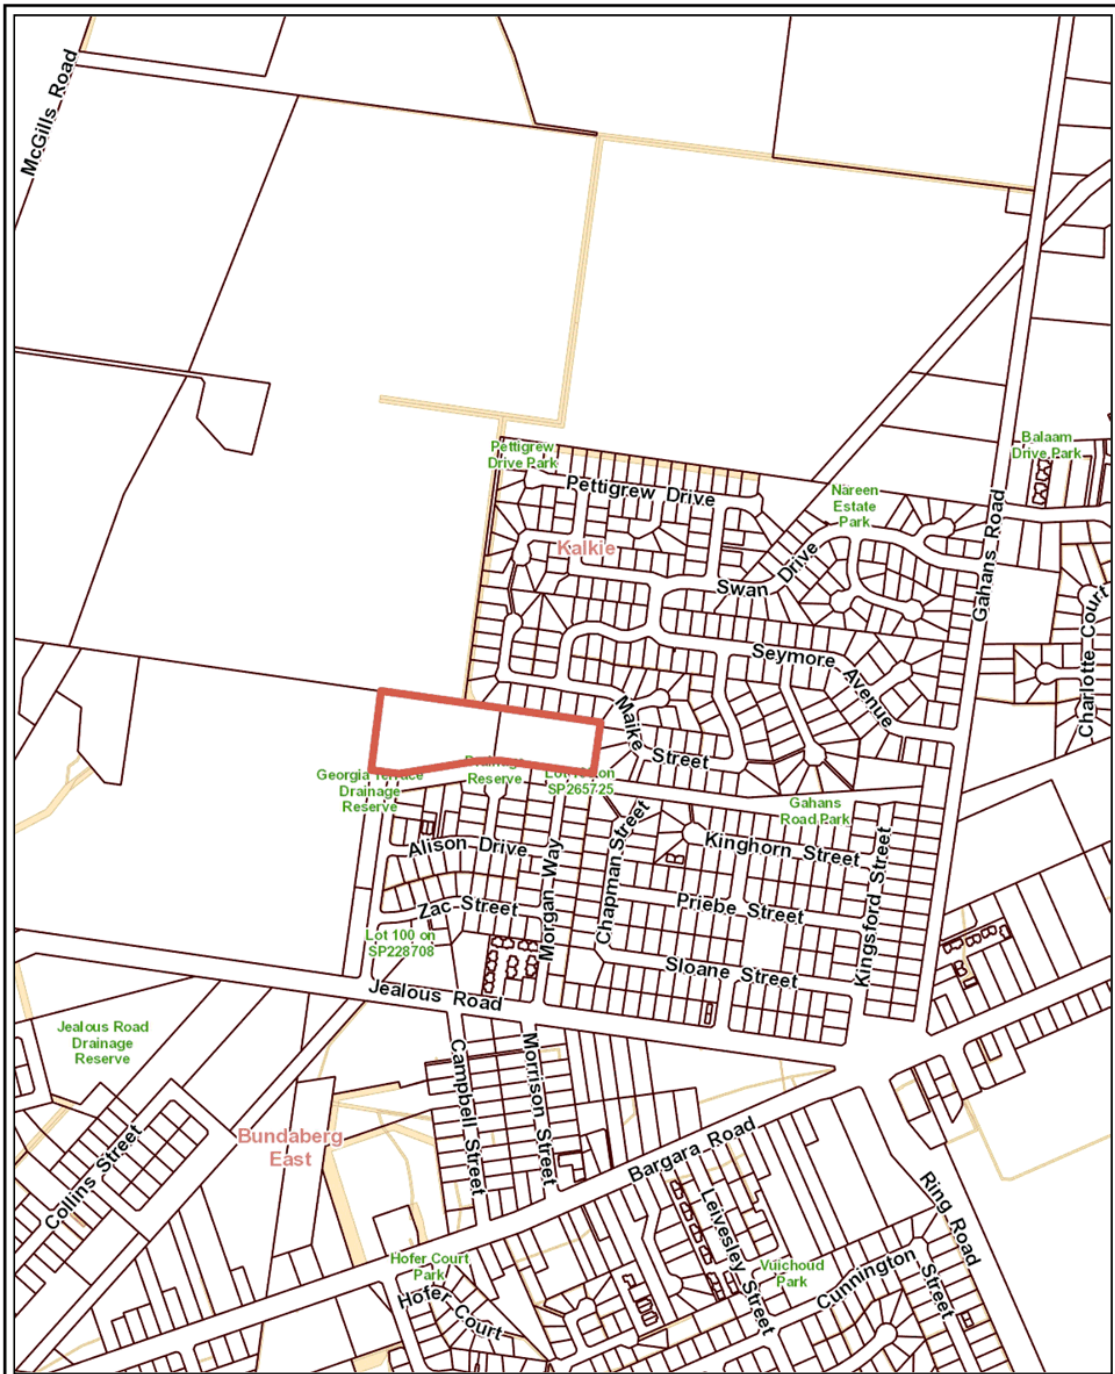 McGills Road
Pettigrew
Drive Park
Balaam
Drive Park
Pettigrew Drive
Nareen
Estate
Park
Kalkie
Swan Drive
Gahans Road
Charlotte Court
Seymore Avenue
Maike Street
Georgia Terrace
Drainage
Reserve
Drainage
Reserve
SP265725
Gahans
Road Park
Alison Drive
Chapman Street
Kinghorn Street
Morgan Way
Kingsford Street
Zac Street
Priebe Street
Lot 100 on
SP228708
Sloane Street
Jealous Road
Jealous Road
Drainage
Reserve
Campbell Street
Morrison Street
Collins Street
Bundaberg
East
Bargara Road
Leivesley Street
Ring Road
Hofer Court
Park
Hofer Court
Vuichoud
Park
Cunnington Street